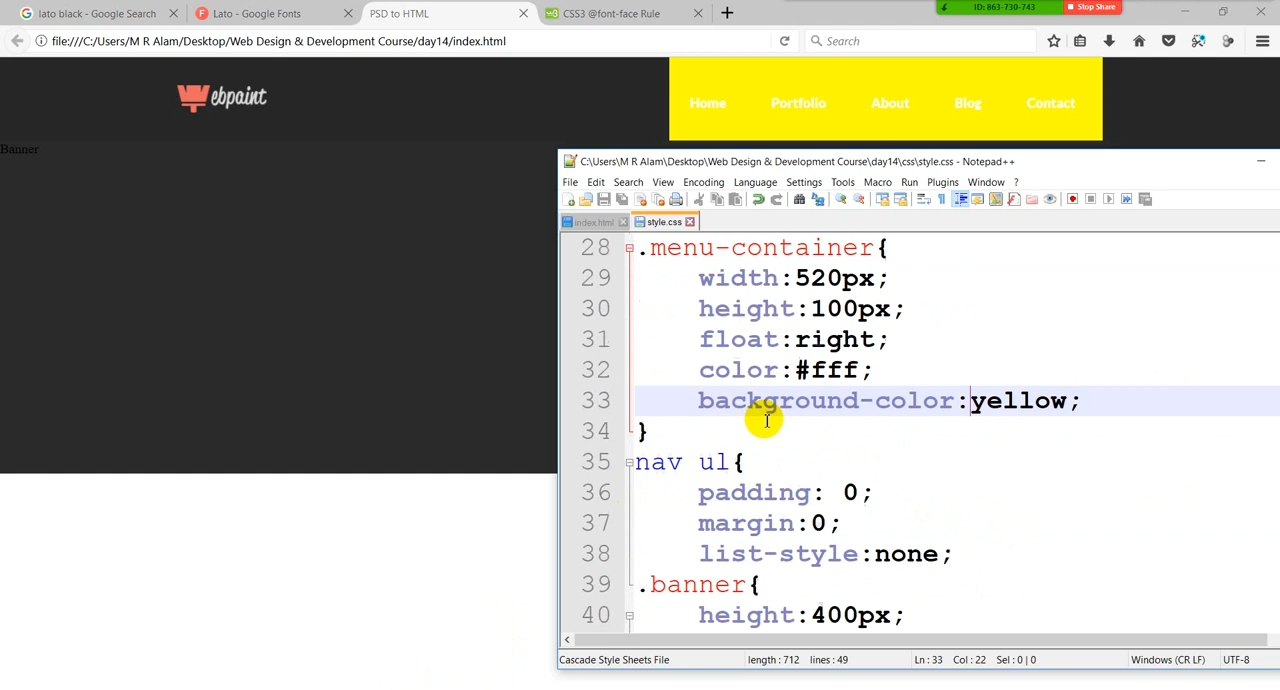 lato black - Google Search
Lato - Google Fonts
PSD to HTML
CSS3 @font-face Rule
ID: 863-730-743
Stop Share
file:///C:/Users/M R Alam/Desktop/Web Design & Development Course/day14/index.html
Search
ebpaint
Home
Portfolio
About
Blog
Contact
Banner
C:\Users\M R Alam\Desktop\Web Design & Development Course\day14\css\style.css - Notepad++
File Edit Search View Encoding Language Settings Tools Macro Run Plugins Window ?
index.html
style.css
28 .menu-container{
29 width:520px;
30 height:100px;
31 float:right;
32 color:#fff;
33 background-color:yellow;
34 }
35 nav ul{
36 padding: 0;
37 margin:0;
38 list-style:none;
39 .banner{
40 height:400px;
Cascade Style Sheets File
length : 712 lines : 49
Ln : 33 Col : 22 Sel : 0 | 0
Windows (CR LF)
UTF-8